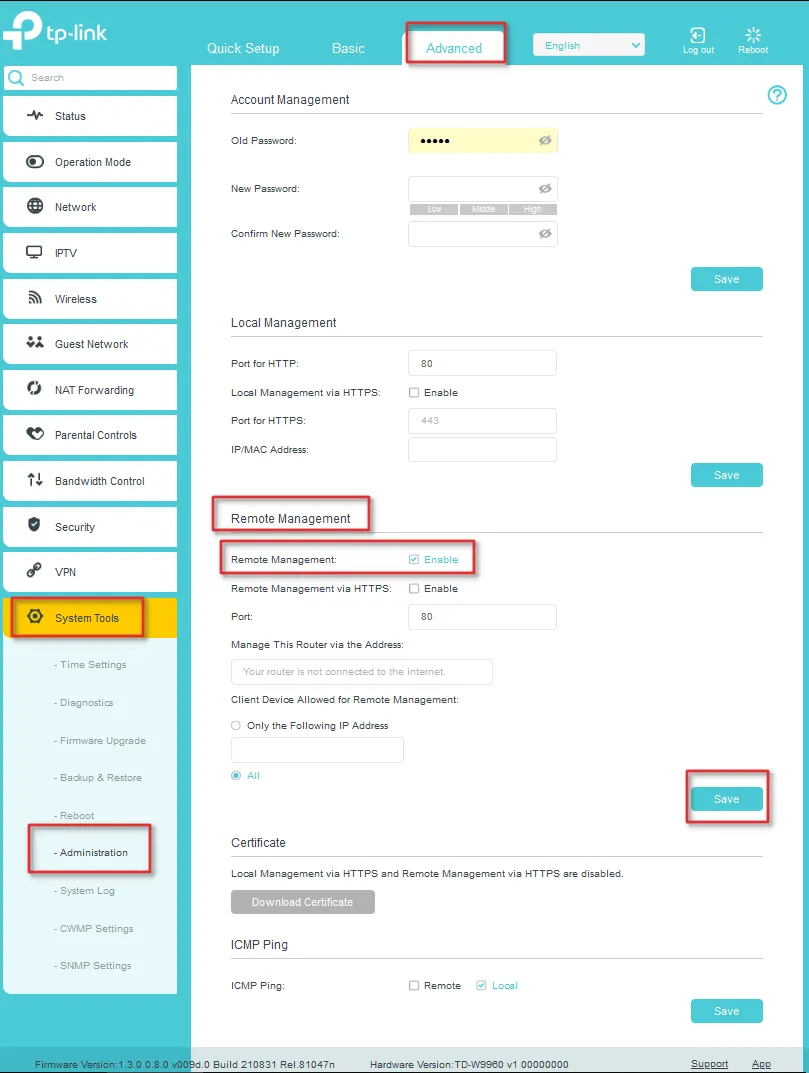 tp-link
Quick Setup
Basic
Advanced
English
Log out
Reboot
Search
Status
Operation Mode
Network
IPTV
Wireless
Guest Network
NAT Forwarding
Parental Controls
Bandwidth Control
Security
VPN
System Tools
- Time Settings
- Diagnostics
- Firmware Upgrade
- Backup & Restore
- Reboot
- Administration
- System Log
- CWMP Settings
- SNMP Settings
Account Management
Old Password:
New Password:
Low Middle High
Confirm New Password:
Save
Local Management
Port for HTTP: 80
Local Management via HTTPS: Enable
Port for HTTPS: 443
IP/MAC Address:
Save
Remote Management
Remote Management: Enable
Remote Management via HTTPS: Enable
Port: 80
Manage This Router via the Address:
Your router is not connected to the internet.
Client Device Allowed for Remote Management:
Only the Following IP Address
All
Save
Certificate
Local Management via HTTPS and Remote Management via HTTPS are disabled.
Download Certificate
ICMP Ping
ICMP Ping: Remote Local
Save
Firmware Version:1.3.0 0.8.0 v009d.0 Build 210831 Rel.81047n Hardware Version:TD-W9960 v1 00000000 Support App